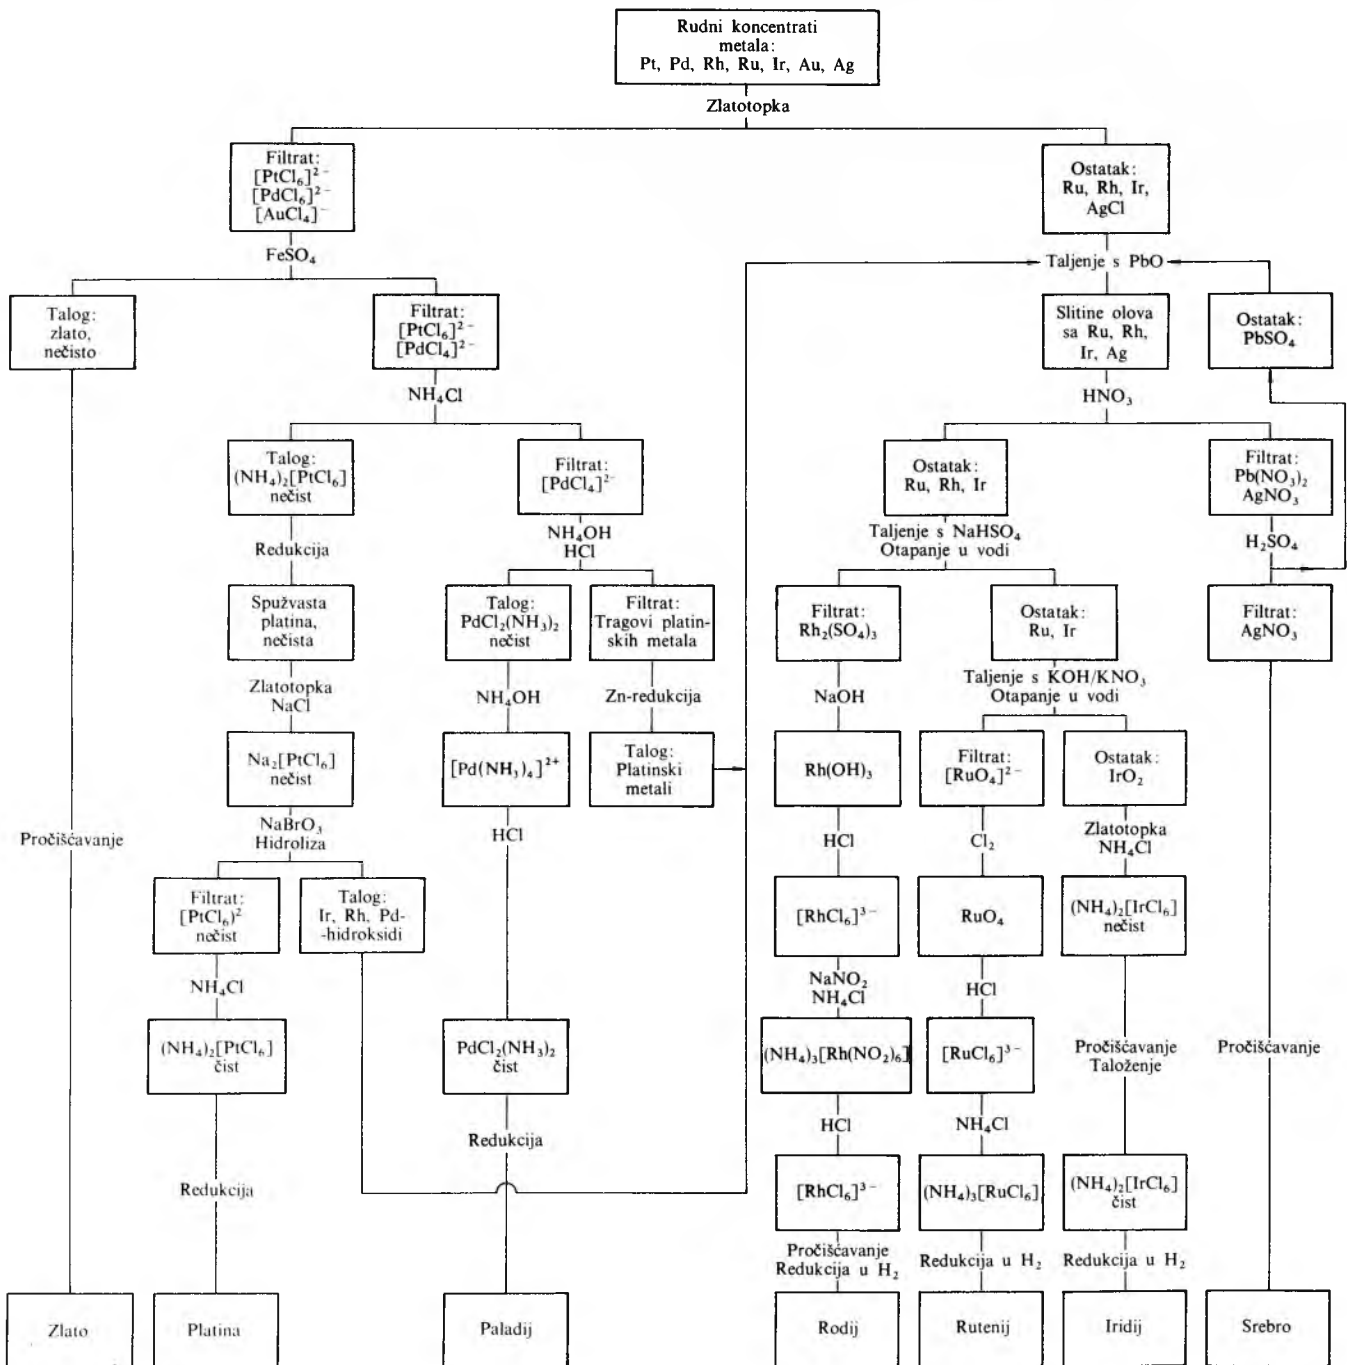 Rudni koncentrati
metala:
Pt, Pd, Rh, Ru, Ir, Au, Ag
Zlatotopka
Filtrat:
[PtCl₆]²⁻
[PdCl₆]²⁻
[AuCl₄]⁻
Ostatak:
Ru, Rh, Ir,
AgCl
FeSO₄
Taljenje s PbO
Talog:
zlato,
nečisto
Filtrat:
[PtCl₆]²⁻
[PdCl₄]²⁻
Slitine olova
sa Ru, Rh,
Ir, Ag
Ostatak:
PbSO₄
NH₄Cl
HNO₃
Talog:
(NH₄)₂[PtCl₆]
nečist
Filtrat:
[PdCl₄]²⁻
Ostatak:
Ru, Rh, Ir
Filtrat:
Pb(NO₃)₂
AgNO₃
Redukcija
NH₄OH
HCl
Taljenje s NaHSO₄
Otapanje u vodi
H₂SO₄
Spužvasta
platina,
nečista
Talog:
PdCl₂(NH₃)₂
nečist
Filtrat:
Tragovi platin-
skih metala
Filtrat:
Rh₂(SO₄)₃
Ostatak:
Ru, Ir
Filtrat:
AgNO₃
Zlatotopka
NaCl
NH₄OH
Zn-redukcija
NaOH
Taljenje s KOH/KNO₃
Otapanje u vodi
Na₂[PtCl₆]
nečist
[Pd(NH₃)₄]²⁺
Talog:
Platinski
metali
Rh(OH)₃
Filtrat:
[RuO₄]²⁻
Ostatak:
IrO₂
Pročišćavanje
NaBrO₃
Hidroliza
HCl
HCl
Cl₂
Zlatotopka
NH₄Cl
Filtrat:
[PtCl₆)²
nečist
Talog:
Ir, Rh, Pd-
-hidroksidi
[RhCl₆]³⁻
RuO₄
(NH₄)₂[IrCl₆]
nečist
NH₄Cl
NaNO₂
NH₄Cl
HCl
(NH₄)₂[PtCl₆]
čist
PdCl₂(NH₃)₂
čist
(NH₄)₃[Rh(NO₂)₆]
[RuCl₆]³⁻
Pročišćavanje
Taloženje
Pročišćavanje
Redukcija
HCl
NH₄Cl
Redukcija
[RhCl₆]³⁻
(NH₄)₃[RuCl₆]
(NH₄)₂[IrCl₆]
čist
Pročišćavanje
Redukcija u H₂
Redukcija u H₂
Redukcija u H₂
Zlato
Platina
Paladij
Rodij
Rutenij
Iridij
Srebro